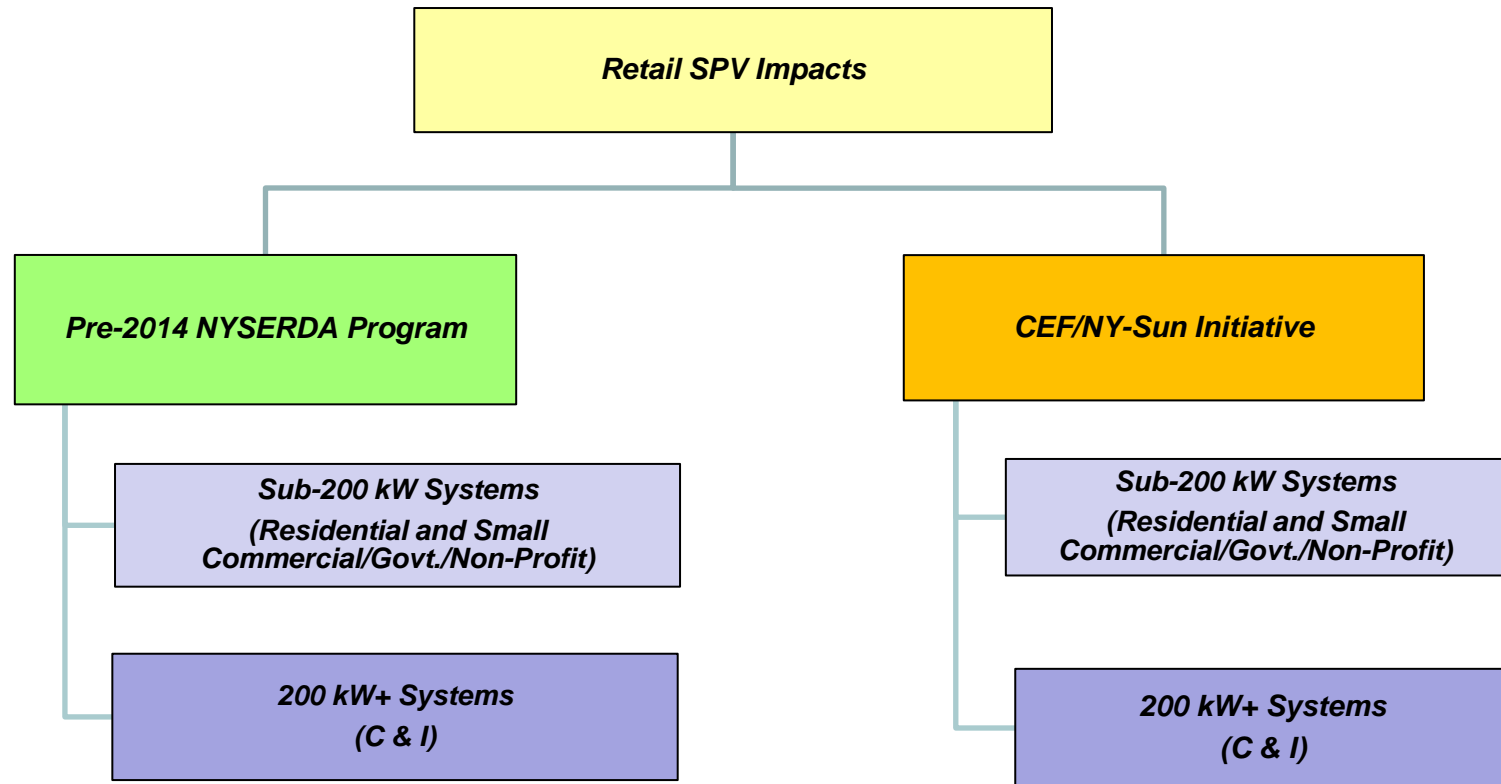 Retail SPV Impacts
Pre-2014 NYSERDA Program
CEF/NY-Sun Initiative
Sub-200 kW Systems
(Residential and Small
Commercial/Govt./Non-Profit)
200 kW+ Systems
(C & I)
Sub-200 kW Systems
(Residential and Small
Commercial/Govt./Non-Profit)
200 kW+ Systems
(C & I)